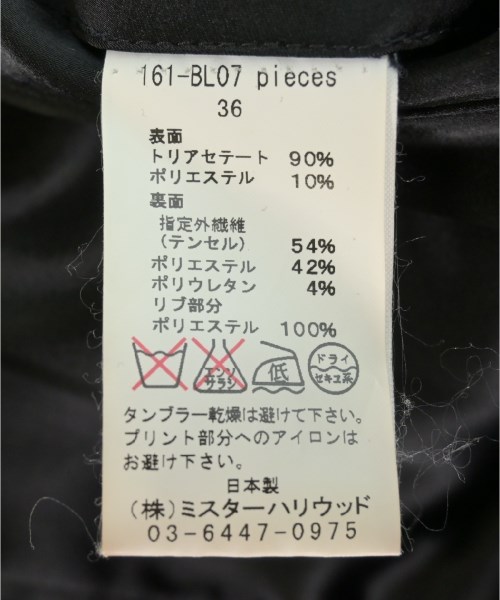 161-BL07 pieces
36
表面
トリアセテート 90%
ポリエステル 10%
裏面
指定外繊維
(テンセル) 54%
ポリエステル 42%
ポリウレタン 4%
リブ部分
ポリエステル 100%
エンソ サラシ 低 ドライ セキユ系
タンブラー乾燥は避けて下さい。
プリント部分へのアイロンは
お避け下さい。
日本製
(株)ミスターハリウッド
03-6447-0975